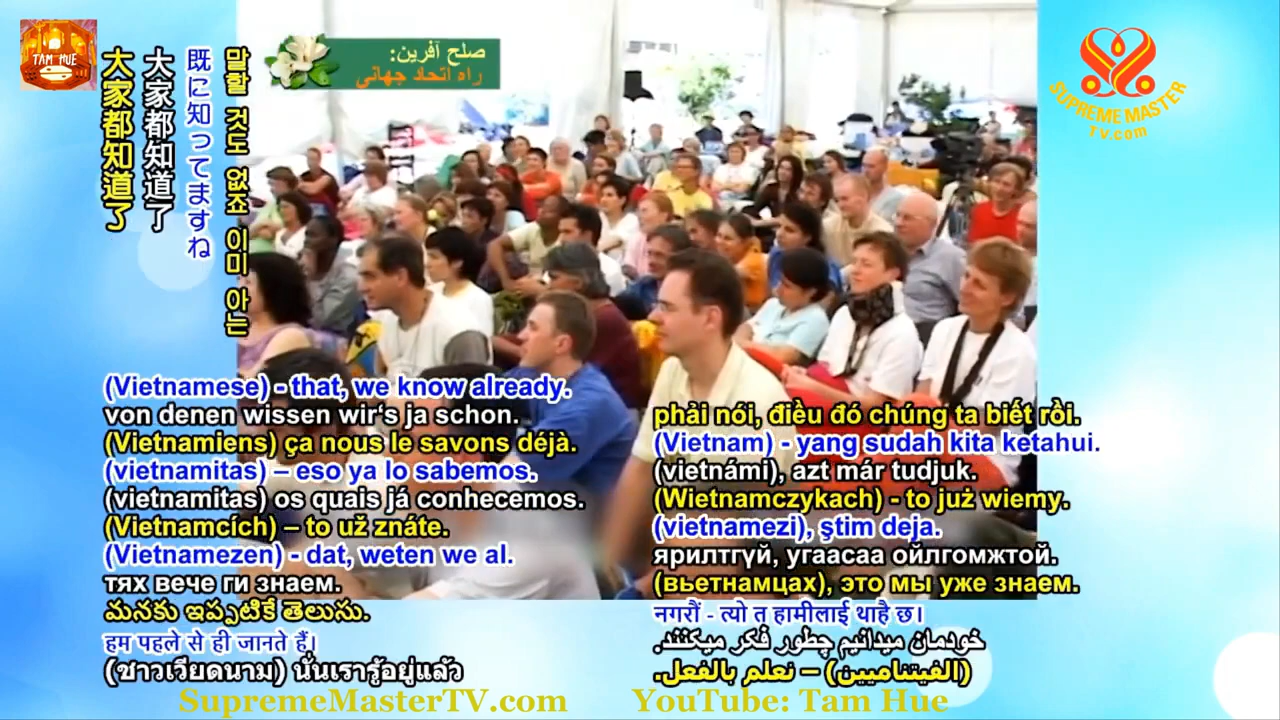 TAM HUE
大家都知道了
大家都知道了
既に知ってますね
말할 것도 없죠 이미 아는
صلح آفرین:
راه اتحاد جهانی
SUPREME MASTER
TV.com
(Vietnamese) - that, we know already.
von denen wissen wir‘s ja schon.
(Vietnamiens) ça nous le savons déjà.
(vietnamitas) – eso ya lo sabemos.
(vietnamitas) os quais já conhecemos.
(Vietnamcích) – to už znáte.
(Vietnamezen) - dat, weten we al.
тях вече ги знаем.
మనకు ఇప్పటికే తెలుసు.
हम पहले से ही जानते हैं।
(ชาวเวียดนาม) นั่นเรารู้อยู่แล้ว
phải nói, điều đó chúng ta biết rồi.
(Vietnam) - yang sudah kita ketahui.
(vietnámi), azt már tudjuk.
(Wietnamczykach) - to już wiemy.
(vietnamezi), ştim deja.
ярилтгүй, угаасаа ойлгомжтой.
(вьетнамцах), это мы уже знаем.
नगरौं - त्यो त हामीलाई थाहै छ।
خودمان میدانیم چطور فکر میکنند.
(الفيتناميين) – نعلم بالفعل.
SupremeMasterTV.com
YouTube: Tam Hue